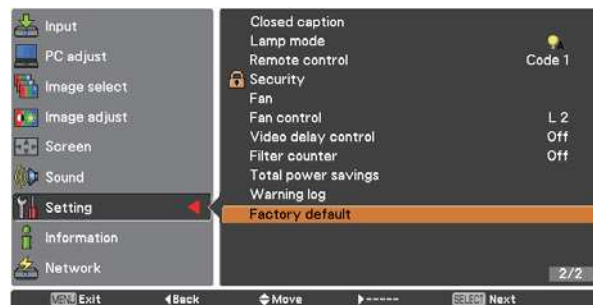 Input
PC adjust
Image select
Image adjust
Screen
Sound
Setting
Information
Network
Closed caption
Lamp mode
Remote control Code 1
Security
Fan
Fan control L 2
Video delay control Off
Filter counter Off
Total power savings
Warning log
Factory default
2/2
MENU Exit ◀Back Move ▶----- SELECT Next